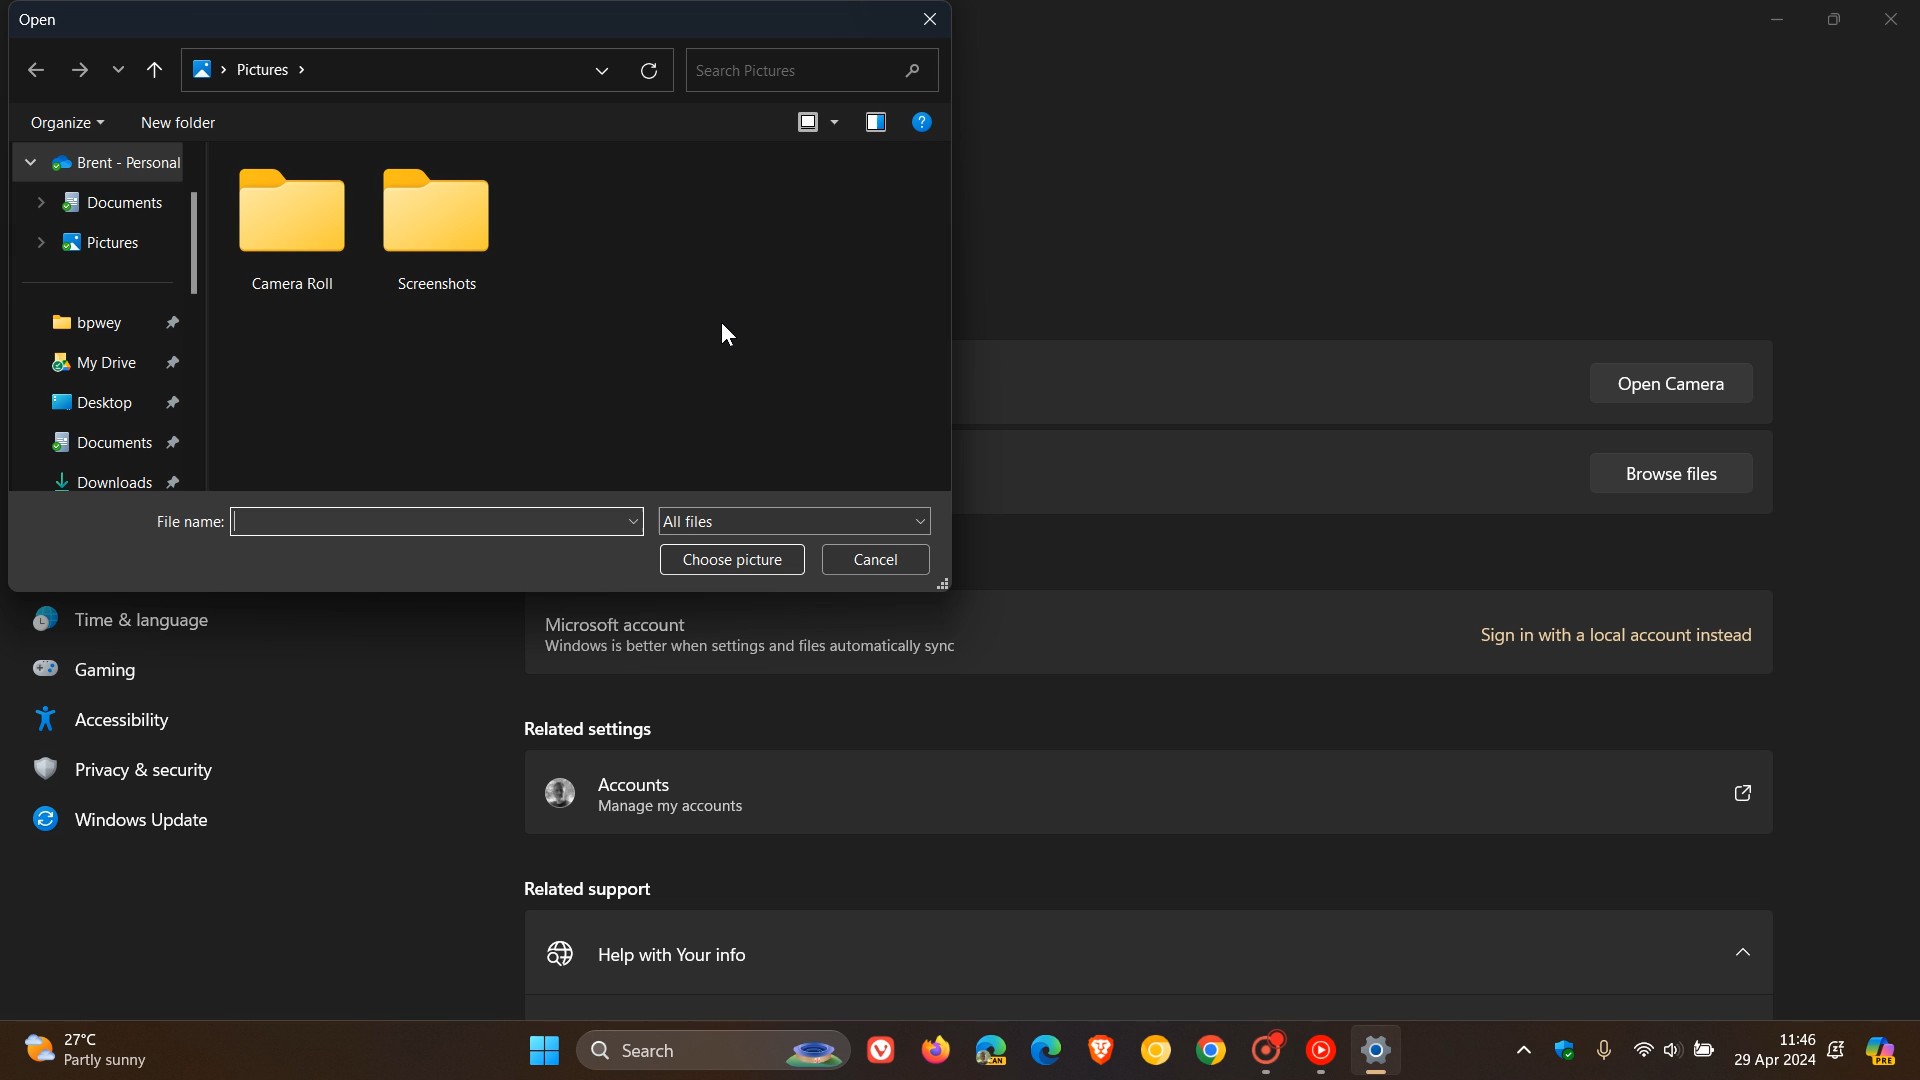 Open
Pictures
Search Pictures
Organize
New folder
Brent - Personal
Documents
Pictures
bpwey
My Drive
Desktop
Documents
Downloads
Camera Roll
Screenshots
File name:
All files
Choose picture
Cancel
Open Camera
Browse files
Time & language
Gaming
Accessibility
Privacy & security
Windows Update
Microsoft account
Windows is better when settings and files automatically sync
Sign in with a local account instead
Related settings
Accounts
Manage my accounts
Related support
Help with Your info
27°C
Partly sunny
Search
CAN
11:46
29 Apr 2024
PRE